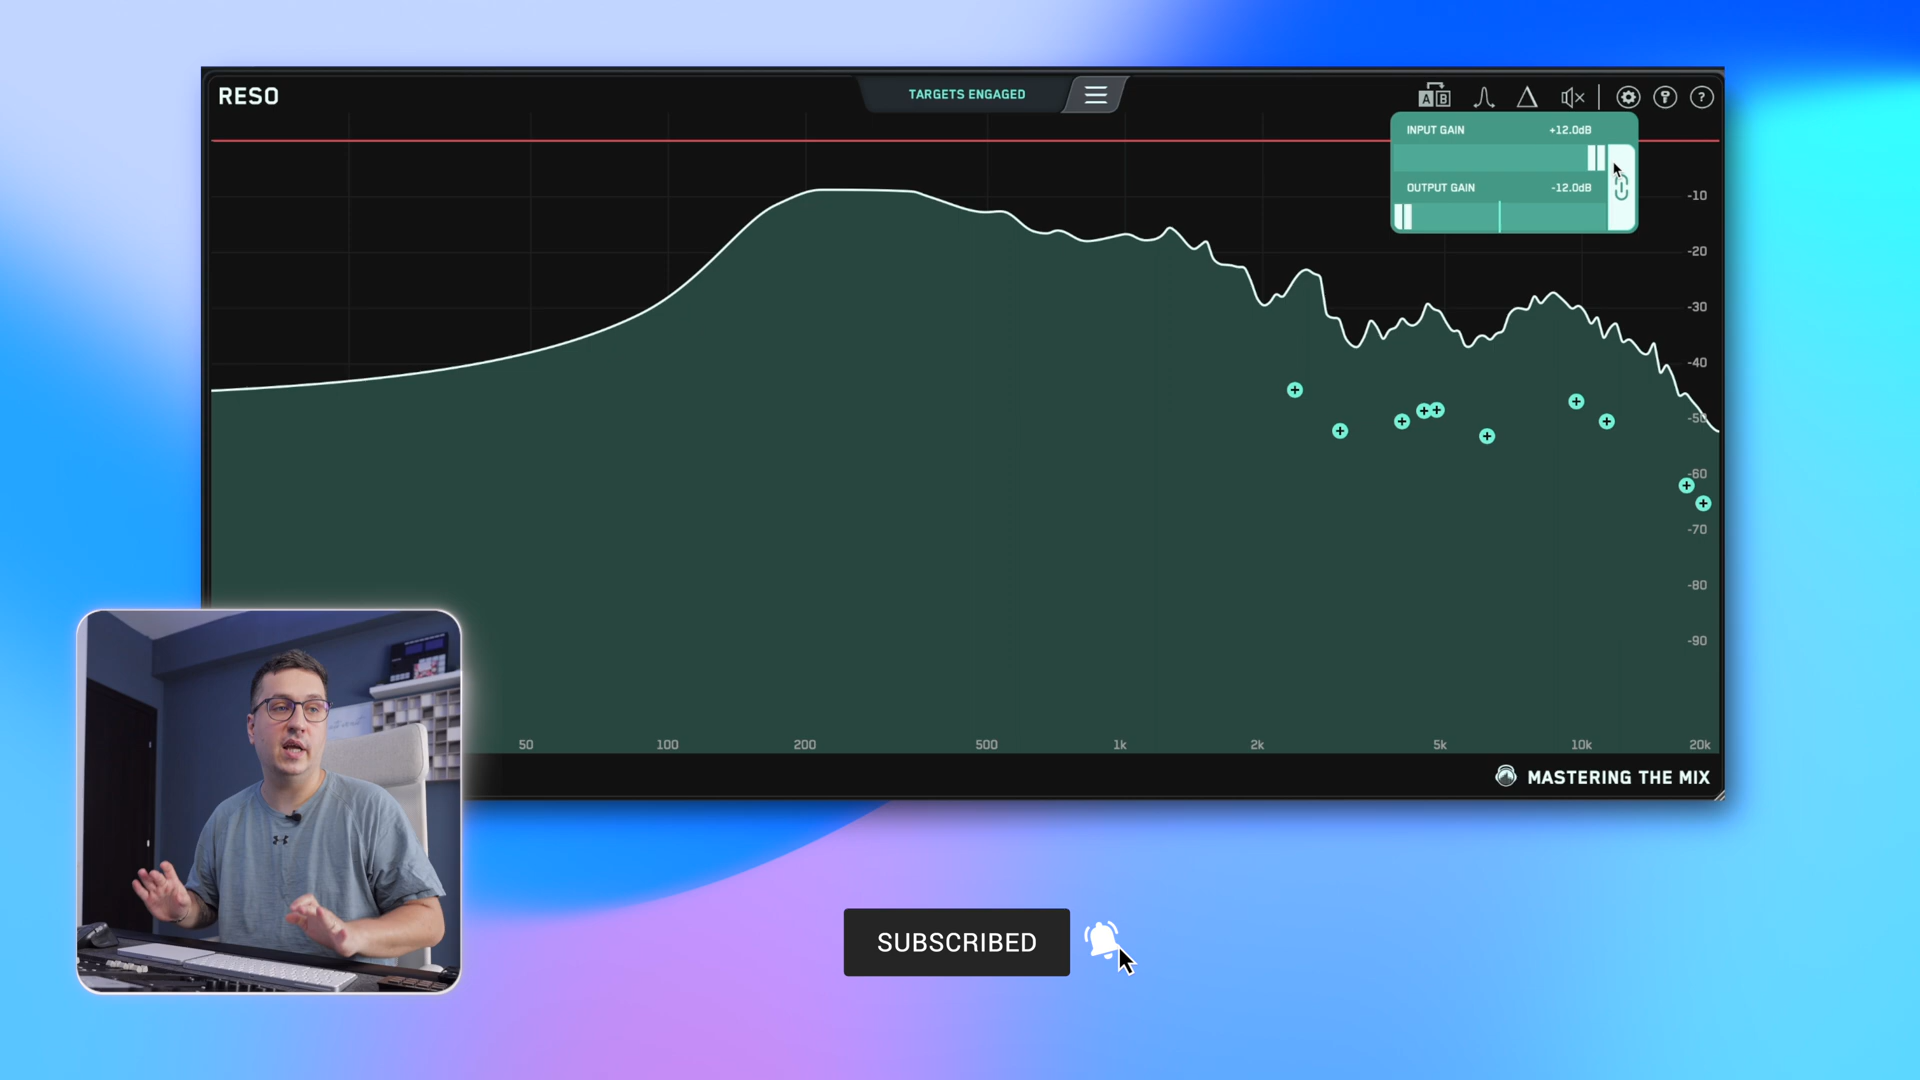 RESO
TARGETS ENGAGED
A B
?
INPUT GAIN +12.0dB
OUTPUT GAIN -12.0dB
-10
-20
-30
-40
-50
-60
-70
-80
-90
50 100 200 500 1k 2k 5k 10k 20k
MASTERING THE MIX
SUBSCRIBED